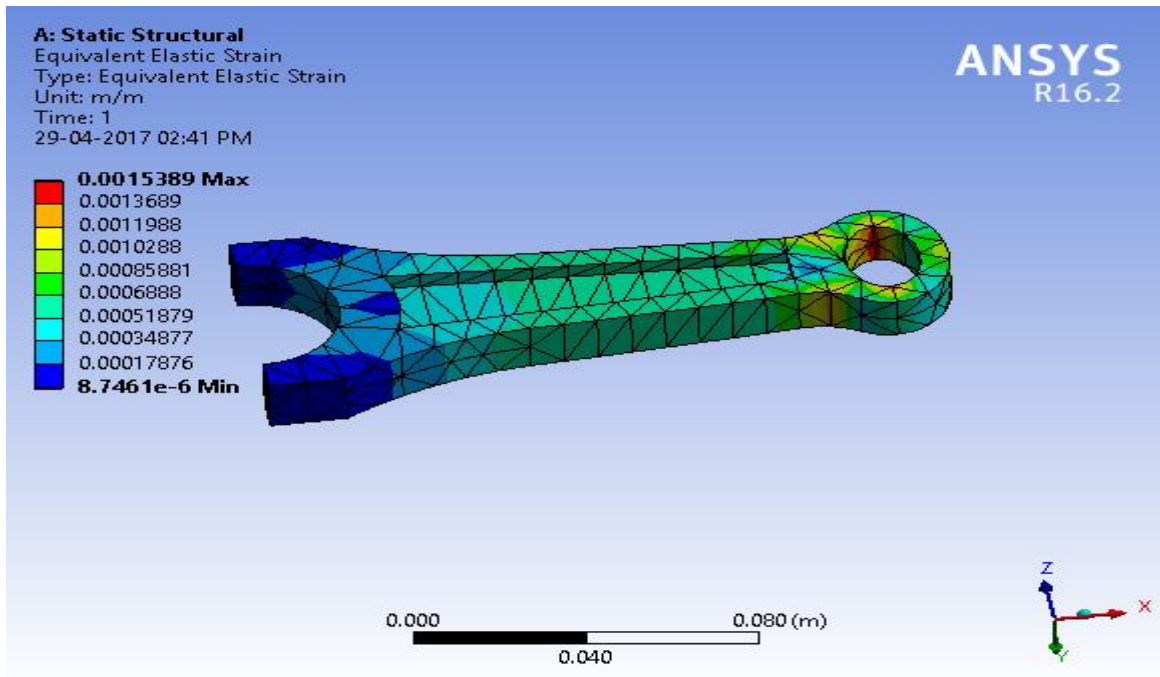 A: Static Structural
Equivalent Elastic Strain
Type: Equivalent Elastic Strain
Unit: m/m
Time: 1
29-04-2017 02:41 PM
ANSYS
R16.2
0.0015389 Max
0.0013689
0.0011988
0.0010288
0.00085881
0.0006888
0.00051879
0.00034877
0.00017876
8.7461e-6 Min
0.000
0.080 (m)
0.040
Z
X
Y